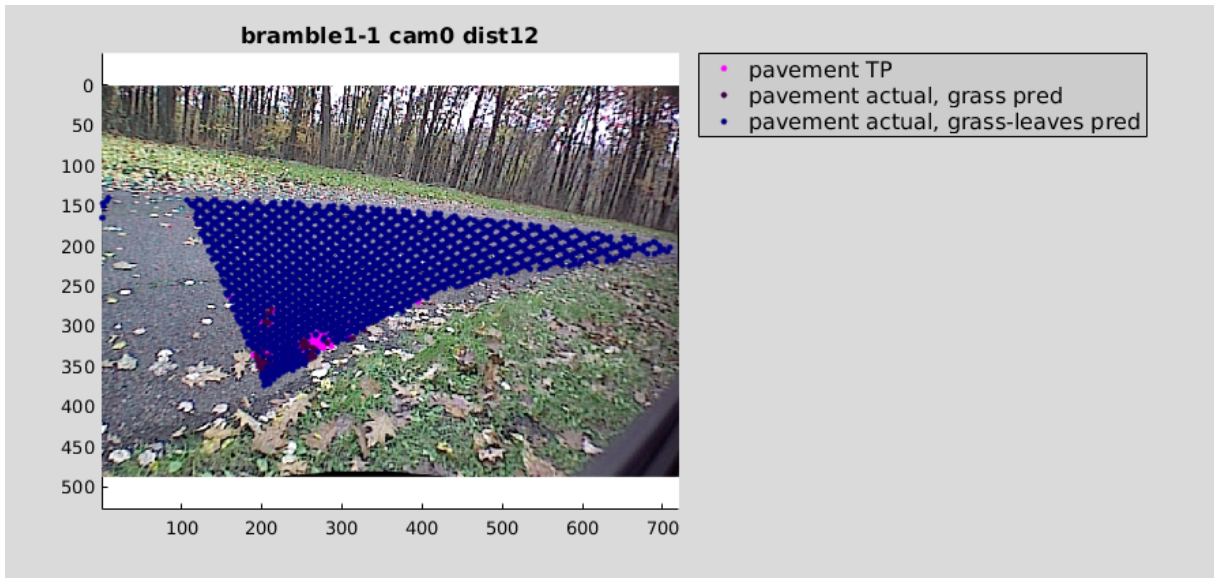 bramble1-1 cam0 dist12
pavement TP
pavement actual, grass pred
pavement actual, grass-leaves pred
0
50
100
150
200
250
300
350
400
450
500
100 200 300 400 500 600 700